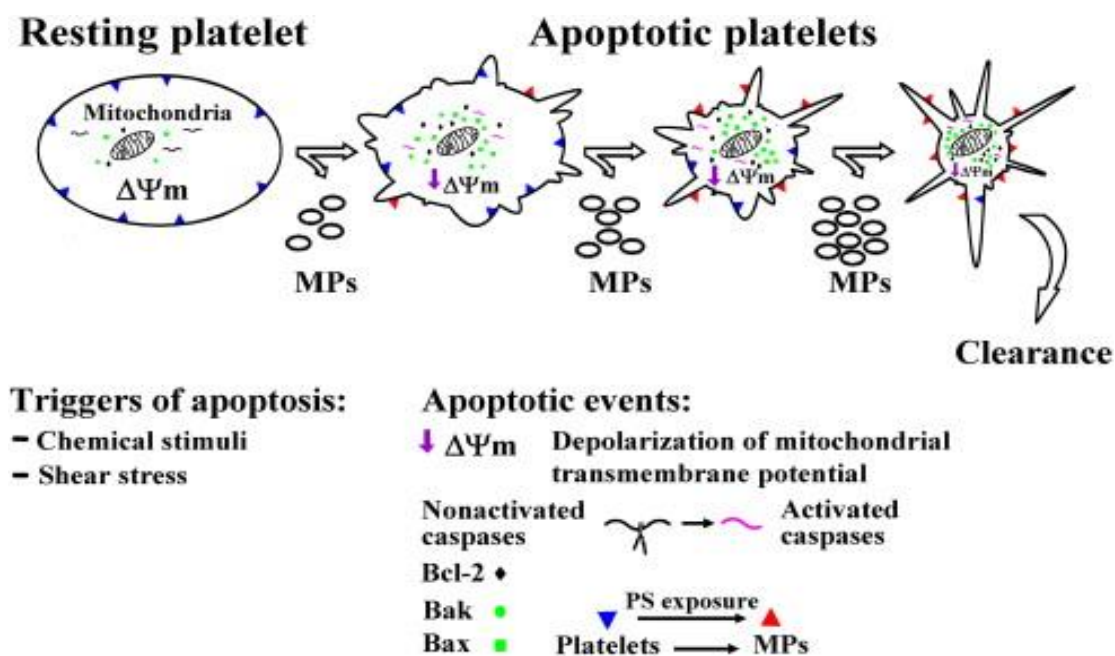 Resting platelet
Apoptotic platelets
Mitochondria
ΔΨm
ΔΨm
ΔΨm
ΔΨm
MPs
MPs
MPs
Clearance
Triggers of apoptosis:
- Chemical stimuli
- Shear stress
Apoptotic events:
ΔΨm Depolarization of mitochondrial
transmembrane potential
Nonactivated
caspases
Activated
caspases
Bcl-2
Bak
Bax
PS exposure
Platelets
MPs